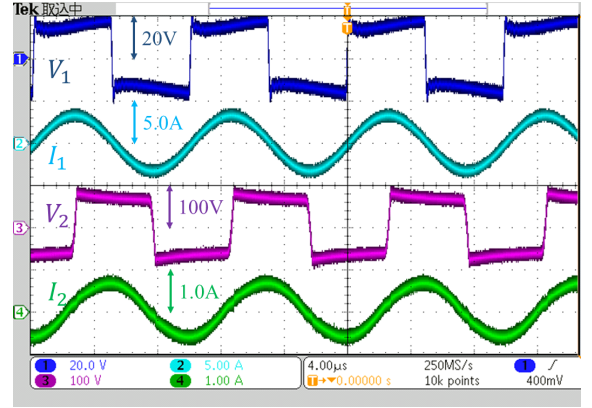 Tek 取込中
T
T
1
20V
V1
5.0A
2
I1
V2
100V
3
I2
1.0A
4
1 20.0 V 2 5.00 A 4.00μs 250MS/s 1 ʃ
3 100 V 4 1.00 A T→▼0.00000 s 10k points 400mV